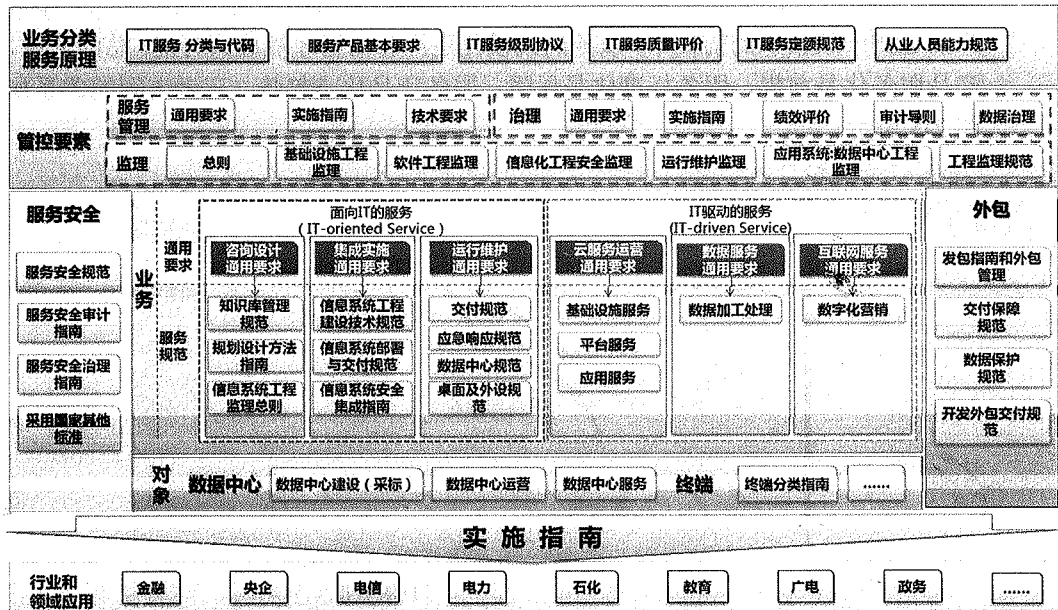 业务分类
服务原理
IT服务 分类与代码
服务产品基本要求
IT服务级别协议
IT服务质量评价
IT服务定额规范
从业人员能力规范
管控要素
服务
管理
通用要求
实施指南
技术要求
治理
通用要求
实施指南
绩效评价
审计导则
数据治理
监理
总则
基础设施工程
监理
软件工程监理
信息化工程安全监理
运行维护监理
应用系统:数据中心工程
监理
工程监理规范
服务安全
服务安全规范
服务安全审计
指南
服务安全治理
指南
采用国家其他
标准
业务
通用
要求
服务
规范
面向IT的服务
(IT-oriented Service)
咨询设计
通用要求
知识库管理
规范
规划设计方法
指南
信息系统工程
监理总则
集成实施
通用要求
信息系统工程
建设技术规范
信息系统部署
与交付规范
信息系统安全
集成指南
运行维护
通用要求
交付规范
应急响应规范
数据中心规范
桌面及外设规
范
IT驱动的服务
(IT-driven Service)
云服务运营
通用要求
基础设施服务
平台服务
应用服务
数据服务
通用要求
数据加工处理
互联网服务
通用要求
数字化营销
外包
发包指南和外包
管理
交付保障
规范
数据保护
规范
开发外包交付规
范
对象
数据中心
数据中心建设(采标)
数据中心运营
数据中心服务
终端
终端分类指南
......
实施指南
行业和
领域应用
金融
央企
电信
电力
石化
教育
广电
政务
......